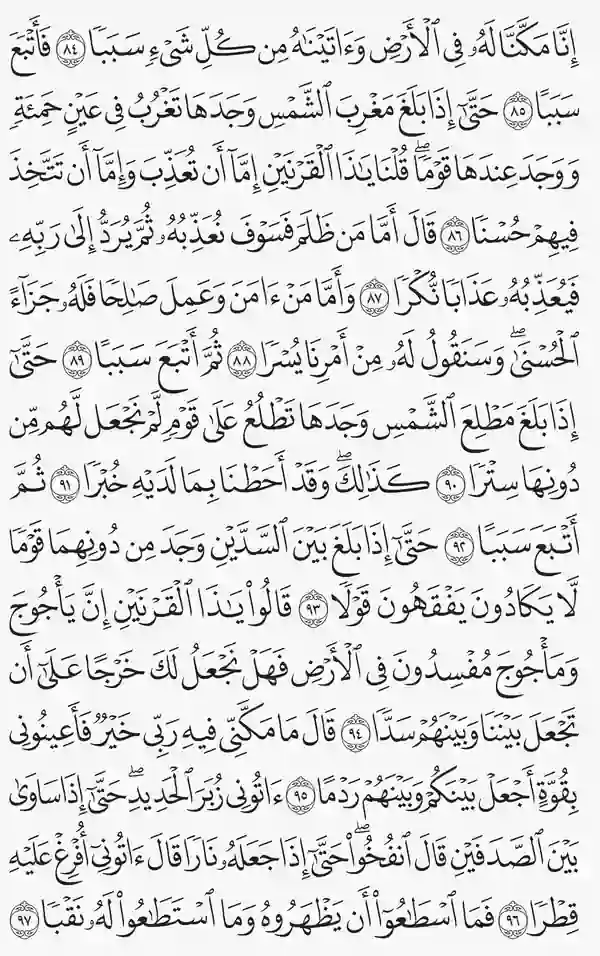 إِنَّا مَكَّنَّا لَهُۥ فِي ٱلْأَرْضِ وَءَاتَيْنَٰهُ مِن كُلِّ شَيْءٍ سَبَبًا ﴿٨٤﴾ فَأَتْبَعَ
سَبَبًا ﴿٨٥﴾ حَتَّىٰٓ إِذَا بَلَغَ مَغْرِبَ ٱلشَّمْسِ وَجَدَهَا تَغْرُبُ فِي عَيْنٍ حَمِئَةٍ
وَوَجَدَ عِندَهَا قَوْمًا ۗ قُلْنَا يَٰذَا ٱلْقَرْنَيْنِ إِمَّآ أَن تُعَذِّبَ وَإِمَّآ أَن تَتَّخِذَ
فِيهِمْ حُسْنًا ﴿٨٦﴾ قَالَ أَمَّا مَن ظَلَمَ فَسَوْفَ نُعَذِّبُهُۥ ثُمَّ يُرَدُّ إِلَىٰ رَبِّهِۦ
فَيُعَذِّبُهُۥ عَذَابًا نُّكْرًا ﴿٨٧﴾ وَأَمَّا مَنْ ءَامَنَ وَعَمِلَ صَٰلِحًا فَلَهُۥ جَزَآءً
ٱلْحُسْنَىٰ ۖ وَسَنَقُولُ لَهُۥ مِنْ أَمْرِنَا يُسْرًا ﴿٨٨﴾ ثُمَّ أَتْبَعَ سَبَبًا ﴿٨٩﴾ حَتَّىٰٓ
إِذَا بَلَغَ مَطْلِعَ ٱلشَّمْسِ وَجَدَهَا تَطْلُعُ عَلَىٰ قَوْمٍ لَّمْ نَجْعَل لَّهُم مِّن
دُونِهَا سِتْرًا ﴿٩٠﴾ كَذَٰلِكَ ۖ وَقَدْ أَحَطْنَا بِمَا لَدَيْهِ خُبْرًا ﴿٩١﴾ ثُمَّ
أَتْبَعَ سَبَبًا ﴿٩٢﴾ حَتَّىٰٓ إِذَا بَلَغَ بَيْنَ ٱلسَّدَّيْنِ وَجَدَ مِن دُونِهِمَا قَوْمًا
لَّا يَكَادُونَ يَفْقَهُونَ قَوْلًا ﴿٩٣﴾ قَالُوا۟ يَٰذَا ٱلْقَرْنَيْنِ إِنَّ يَأْجُوجَ
وَمَأْجُوجَ مُفْسِدُونَ فِي ٱلْأَرْضِ فَهَلْ نَجْعَلُ لَكَ خَرْجًا عَلَىٰٓ أَن
تَجْعَلَ بَيْنَنَا وَبَيْنَهُمْ سَدًّا ﴿٩٤﴾ قَالَ مَا مَكَّنِّي فِيهِ رَبِّي خَيْرٌ فَأَعِينُونِي
بِقُوَّةٍ أَجْعَلْ بَيْنَكُمْ وَبَيْنَهُمْ رَدْمًا ﴿٩٥﴾ ءَاتُونِي زُبَرَ ٱلْحَدِيدِ ۖ حَتَّىٰٓ إِذَا سَاوَىٰ
بَيْنَ ٱلصَّدَفَيْنِ قَالَ ٱنفُخُوا۟ ۖ حَتَّىٰٓ إِذَا جَعَلَهُۥ نَارًا قَالَ ءَاتُونِيٓ أُفْرِغْ عَلَيْهِ
قِطْرًا ﴿٩٦﴾ فَمَا ٱسْطَٰعُوٓا۟ أَن يَظْهَرُوهُ وَمَا ٱسْتَطَٰعُوا۟ لَهُۥ نَقْبًا ﴿٩٧﴾